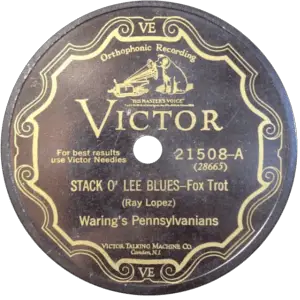 VE
Orthophonic Recording
"HIS MASTER'S VOICE"
VICTOR
For best results
use Victor Needles
21508-A
(28665)
STACK O' LEE BLUES-Fox Trot
(Ray Lopez)
Waring's Pennsylvanians
VICTOR TALKING MACHINE CO.
Camden, N.J.
VE